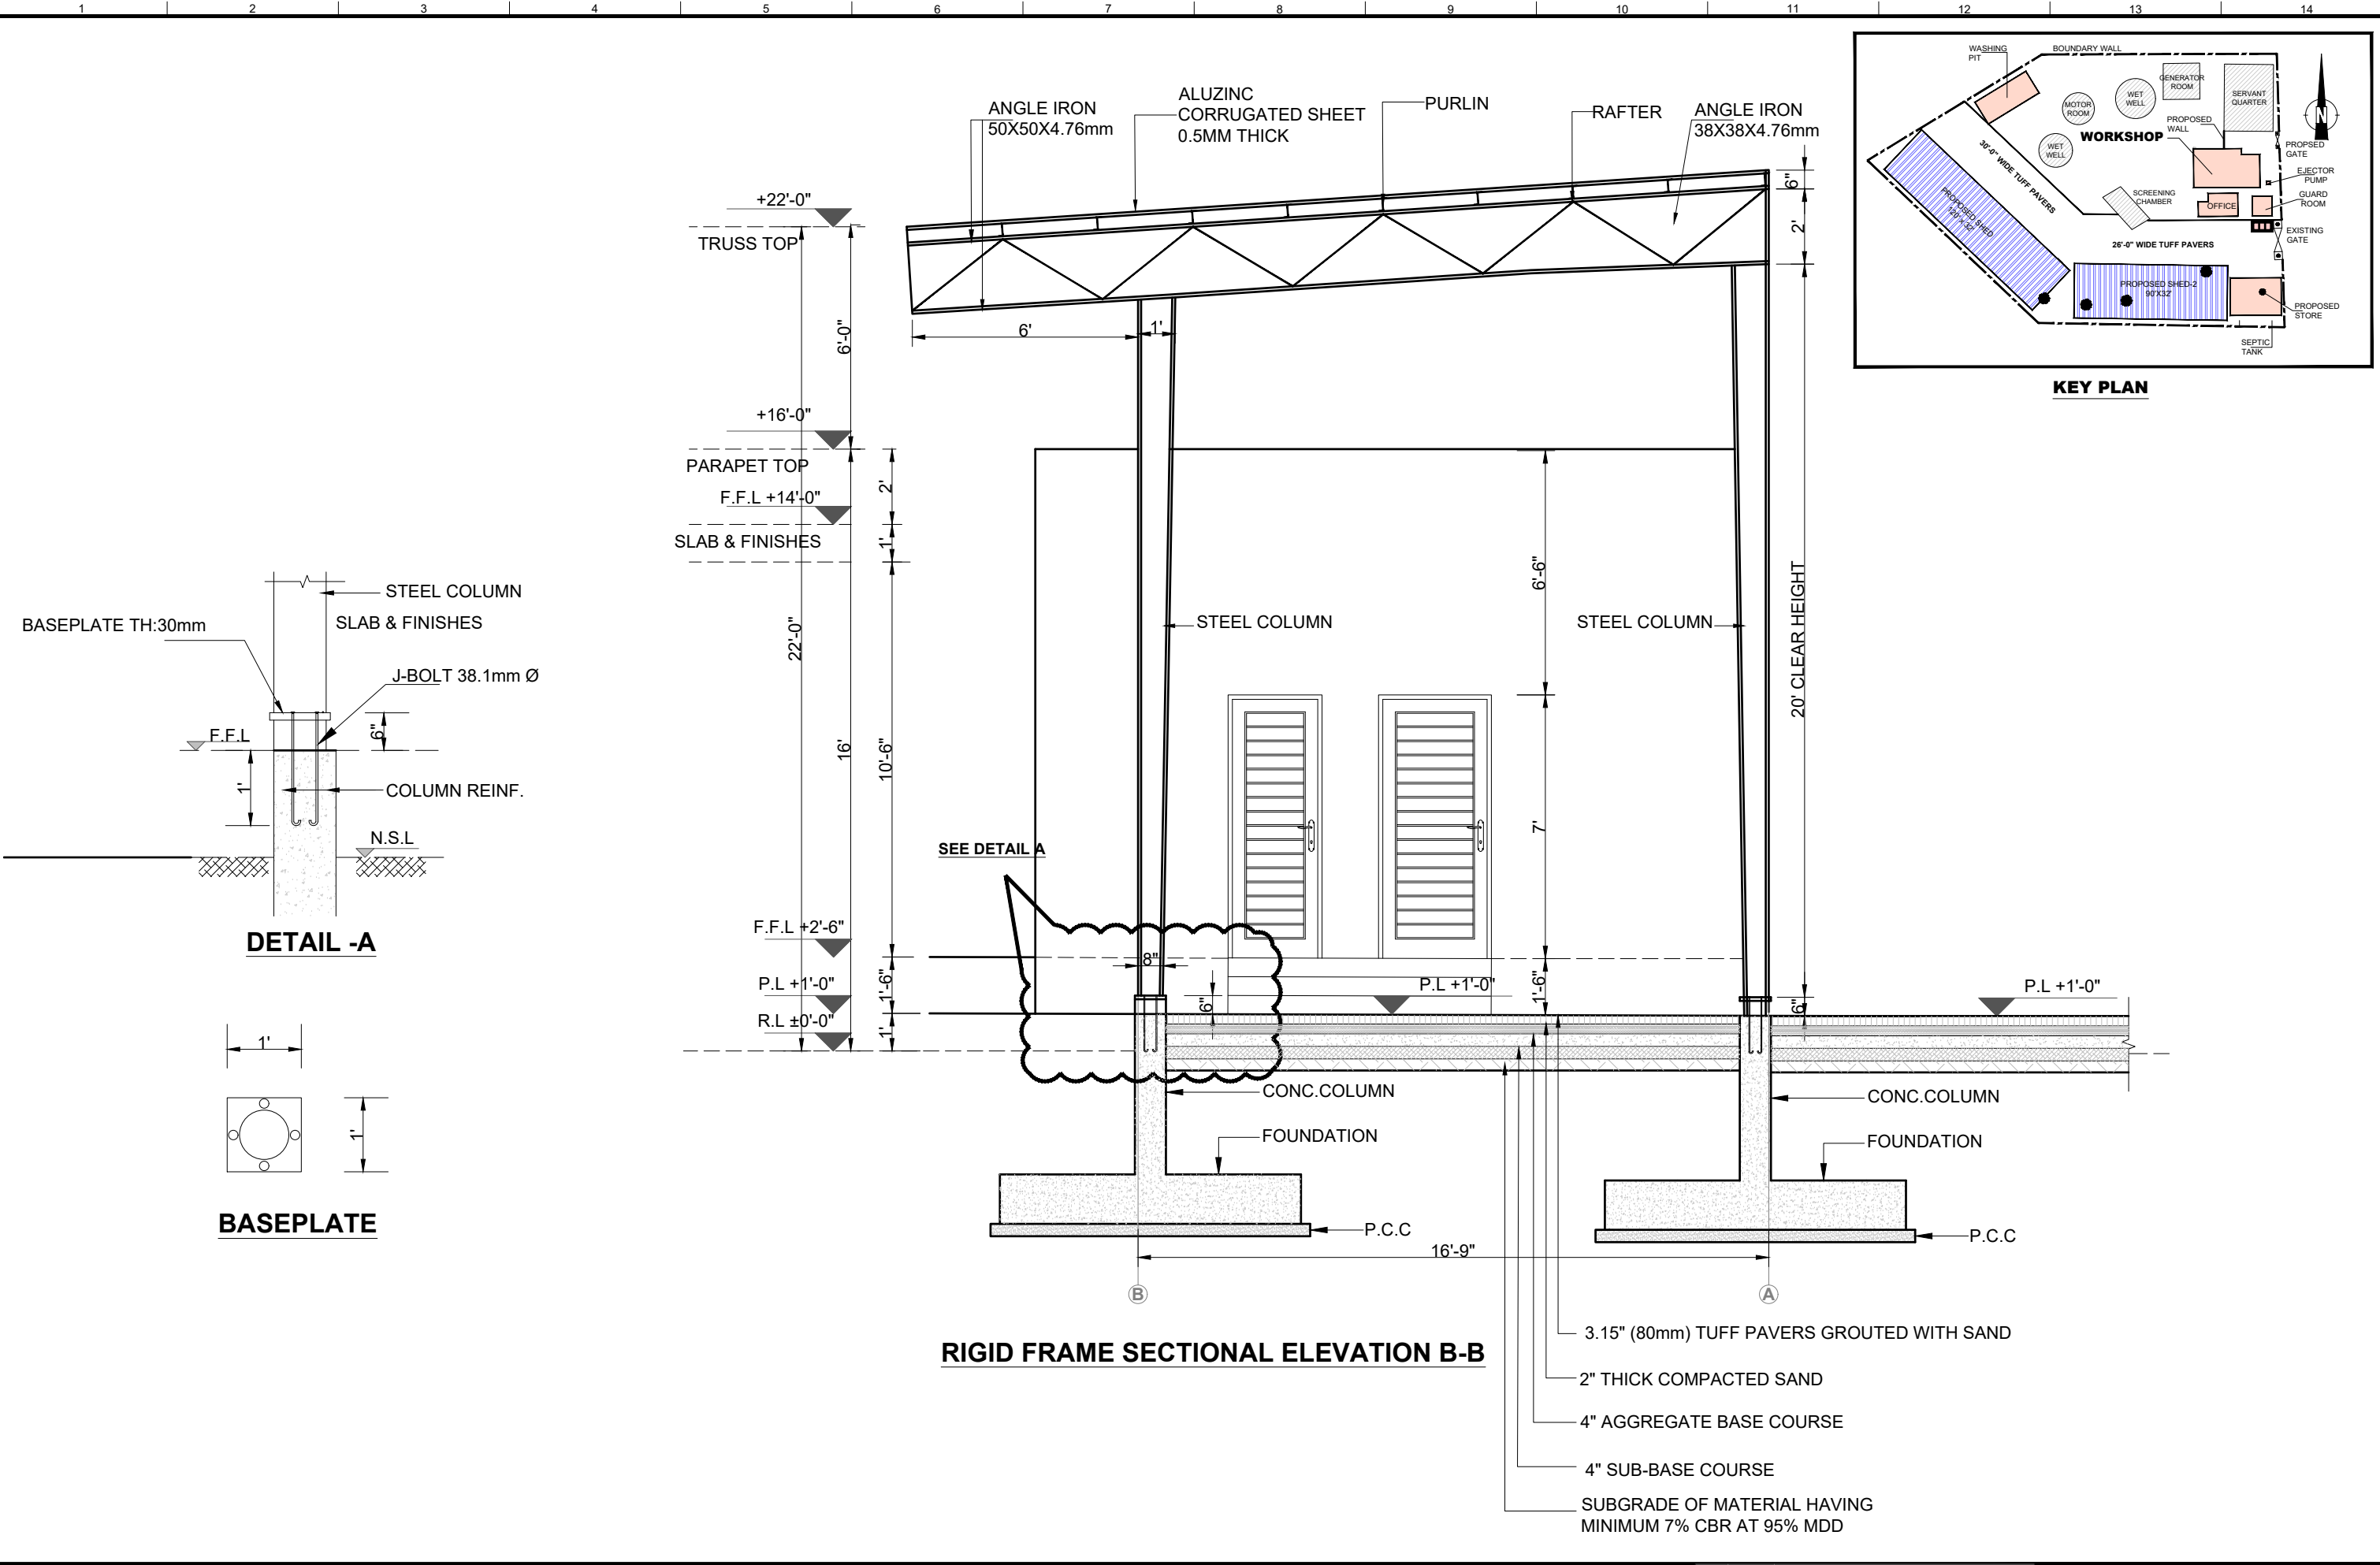 1
2
3
4
5
6
7
8
9
10
11
12
13
14
ANGLE IRON
50X50X4.76mm
ALUZINC
CORRUGATED SHEET
0.5MM THICK
PURLIN
RAFTER
ANGLE IRON
38X38X4.76mm
6"
2'
+22'-0"
TRUSS TOP
6'
1'
6'-0"
+16'-0"
PARAPET TOP
F.F.L +14'-0"
SLAB & FINISHES
2'
1'
22'-0"
16'
10'-6"
6'-6"
7'
1'-6"
20' CLEAR HEIGHT
STEEL COLUMN
STEEL COLUMN
SEE DETAIL A
F.F.L +2'-6"
P.L +1'-0"
R.L ±0'-0"
1'-6"
1'
8"
6"
P.L +1'-0"
6"
P.L +1'-0"
CONC.COLUMN
FOUNDATION
P.C.C
CONC.COLUMN
FOUNDATION
P.C.C
16'-9"
B
A
RIGID FRAME SECTIONAL ELEVATION B-B
3.15" (80mm) TUFF PAVERS GROUTED WITH SAND
2" THICK COMPACTED SAND
4" AGGREGATE BASE COURSE
4" SUB-BASE COURSE
SUBGRADE OF MATERIAL HAVING
MINIMUM 7% CBR AT 95% MDD
STEEL COLUMN
SLAB & FINISHES
BASEPLATE TH:30mm
J-BOLT 38.1mm Ø
F.F.L
6"
1'
COLUMN REINF.
N.S.L
DETAIL -A
1'
1'
BASEPLATE
WASHING
PIT
BOUNDARY WALL
GENERATOR
ROOM
WET
WELL
MOTOR
ROOM
WET
WELL
SERVANT
QUARTER
N
PROPOSED
WALL
WORKSHOP
PROPSED
GATE
EJECTOR
PUMP
GUARD
ROOM
SCREENING
CHAMBER
OFFICE
EXISTING
GATE
30'-0" WIDE TUFF PAVERS
26'-0" WIDE TUFF PAVERS
PROPOSED SHED
120'X32'
PROPOSED SHED-2
90'X32'
PROPOSED
STORE
SEPTIC
TANK
KEY PLAN